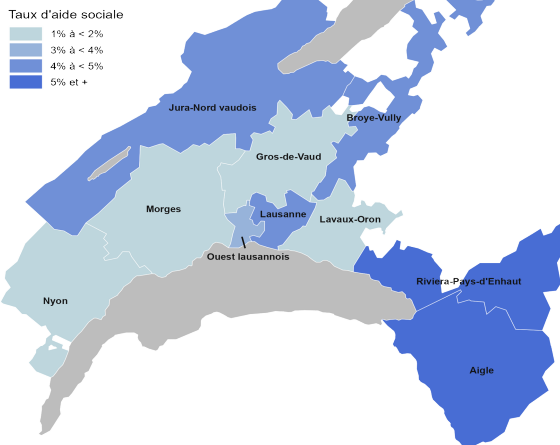 Taux d'aide sociale
1% à < 2%
3% à < 4%
4% à < 5%
5% et +
Jura-Nord vaudois
Broye-Vully
Gros-de-Vaud
Morges
Lausanne
Lavaux-Oron
Ouest lausannois
Riviera-Pays-d'Enhaut
Nyon
Aigle